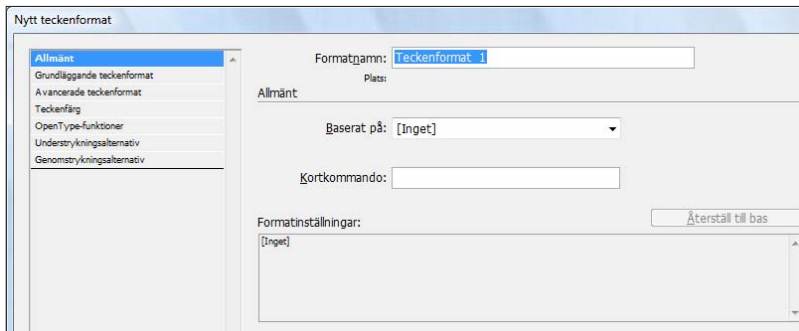 Nytt teckenformat
Allmänt
Grundläggande teckenformat
Avancerade teckenformat
Teckenfärg
OpenType-funktioner
Understrykningsalternativ
Genomstrykningsalternativ
Formatnamn: Teckenformat 1
Plats:
Allmänt
Baserat på: [Inget]
Kortkommando:
Återställ till bas
Formatinställningar:
[Inget]